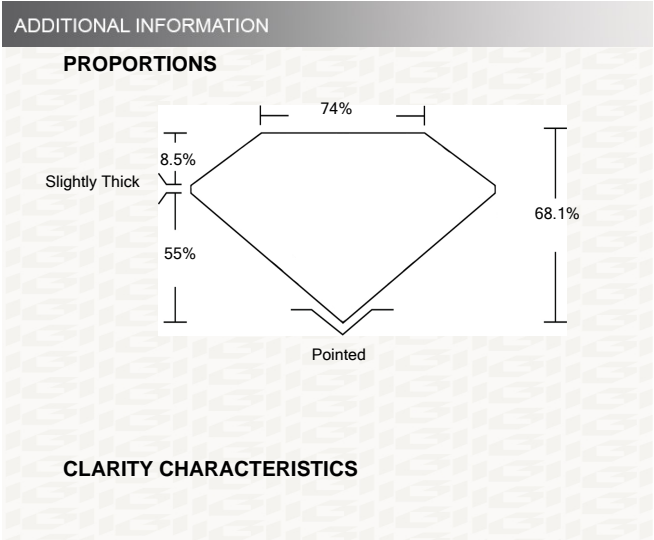 ADDITIONAL INFORMATION
PROPORTIONS
74%
8.5%
Slightly Thick
68.1%
55%
Pointed
CLARITY CHARACTERISTICS